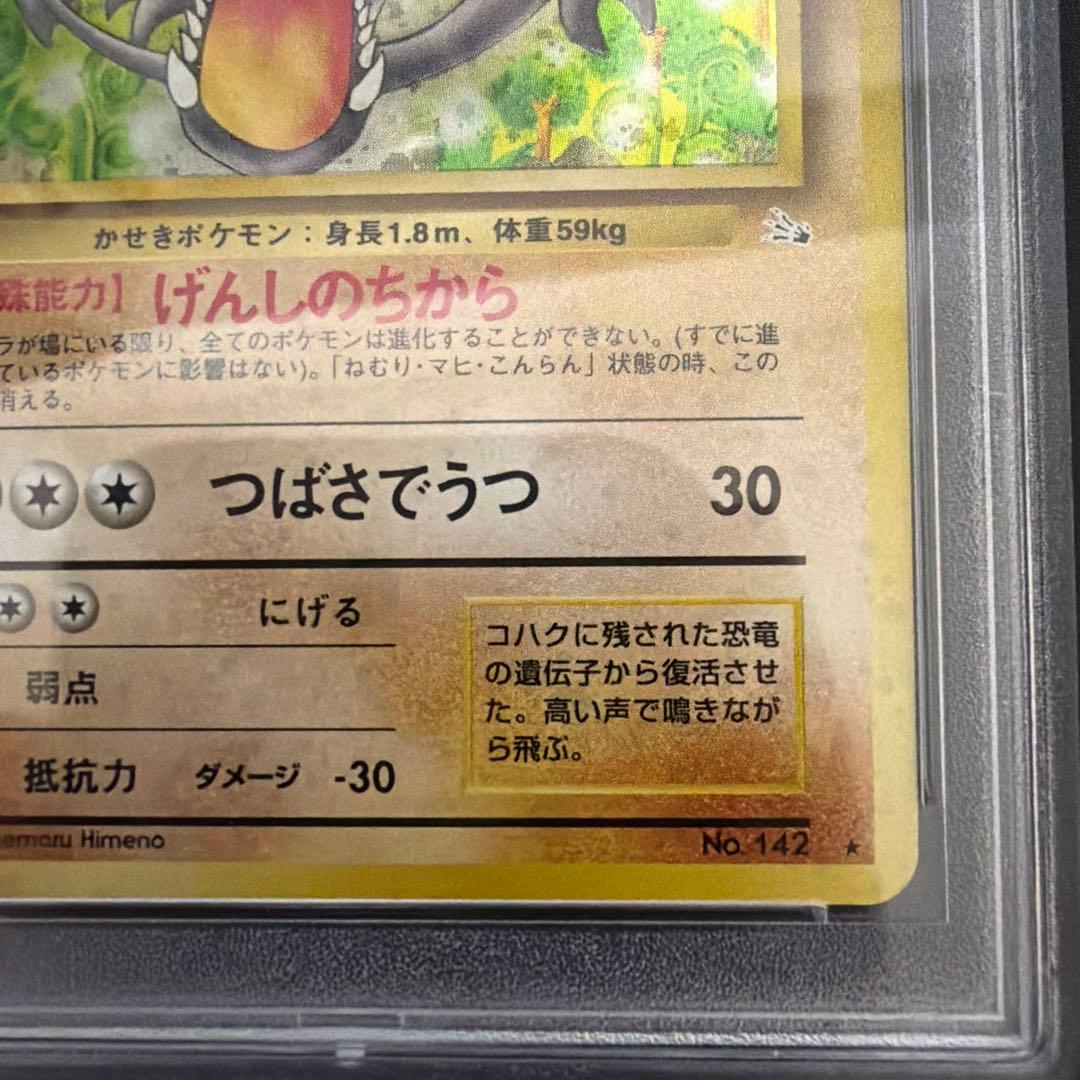 かせきポケモン：身長1.8m、体重59kg
殊能力】 げんしのちから
ラが場にいる限り、全てのポケモンは進化することができない。(すでに進
ているポケモンに影響はない)。「ねむり・マヒ・こんらん」状態の時、この
消える。
つばさでうつ 30
にげる
弱点
抵抗力 ダメージ -30
コハクに残された恐竜
の遺伝子から復活させ
た。高い声で鳴きなが
ら飛ぶ。
emaru Himeno
No. 142 ★